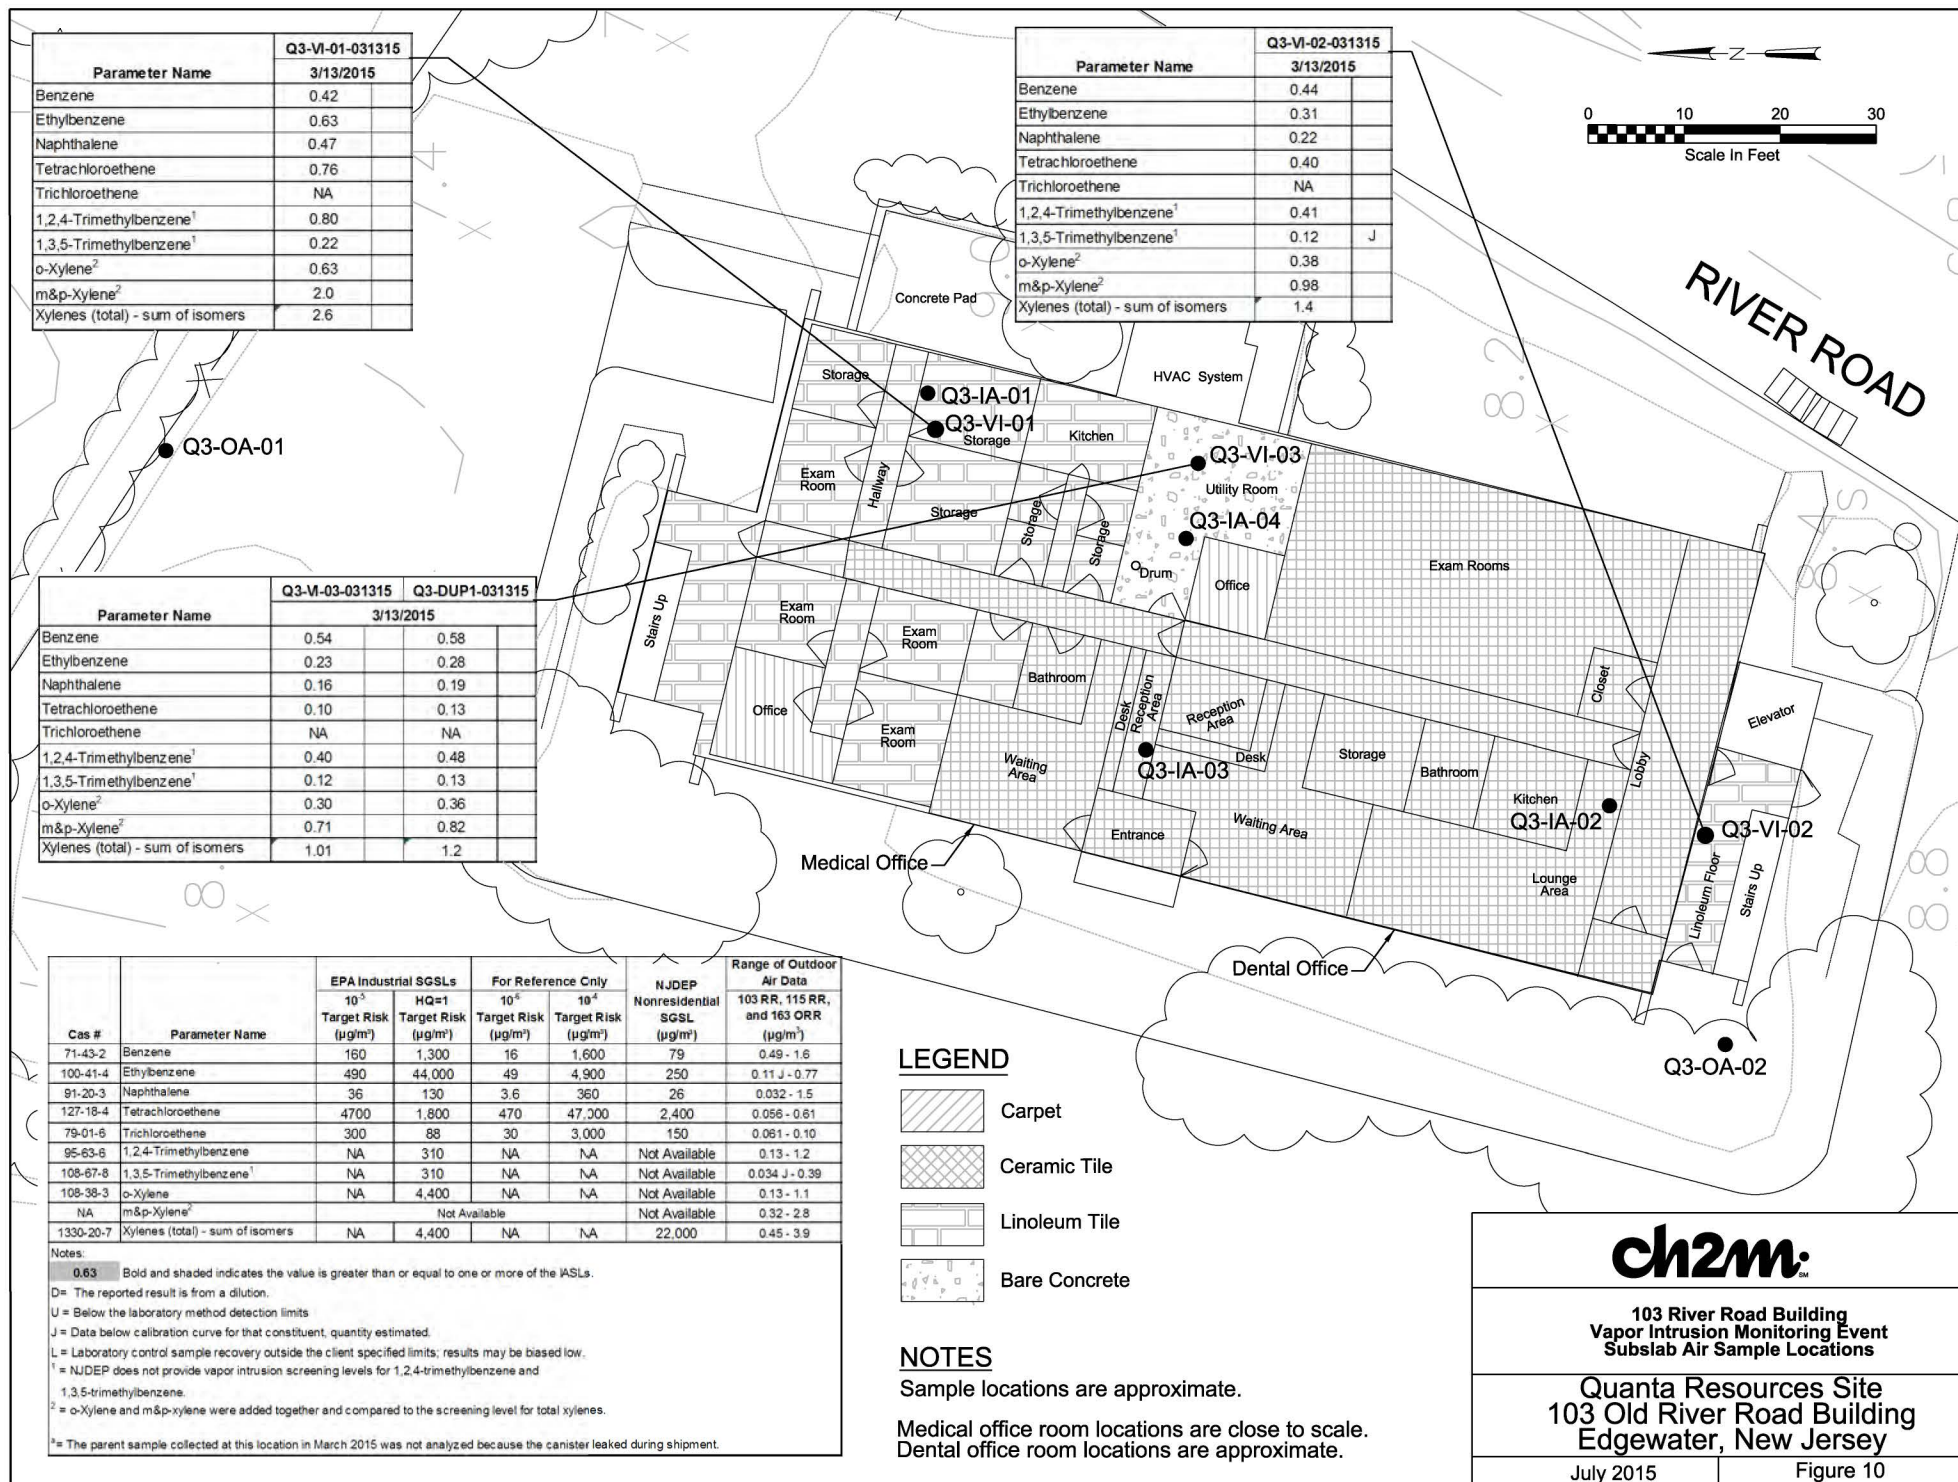 Q3-VI-01-031315
Parameter Name 3/13/2015
Benzene 0.42
Ethylbenzene 0.63
Naphthalene 0.47
Tetrachloroethene 0.76
Trichloroethene NA
1,2,4-Trimethylbenzene¹ 0.80
1,3,5-Trimethylbenzene¹ 0.22
o-Xylene² 0.63
m&p-Xylene² 2.0
Xylenes (total) - sum of isomers 2.6
Q3-VI-02-031315
Parameter Name 3/13/2015
Benzene 0.44
Ethylbenzene 0.31
Naphthalene 0.22
Tetrachloroethene 0.40
Trichloroethene NA
1,2,4-Trimethylbenzene¹ 0.41
1,3,5-Trimethylbenzene¹ 0.12 J
o-Xylene² 0.38
m&p-Xylene² 0.98
Xylenes (total) - sum of isomers 1.4
N
0 10 20 30
Scale In Feet
RIVER ROAD
8.2
Concrete Pad
HVAC System
Storage
Q3-IA-01
Q3-VI-01
Storage
Kitchen
Q3-OA-01
Exam
Room
Hallway
Storage
Storage
Storage
Q3-VI-03
Utility Room
Q3-IA-04
Drum
Office
Exam Rooms
Stairs Up
Exam
Room
Exam
Room
Bathroom
Office
Exam
Room
Waiting
Area
Desk
Reception
Area
Reception
Area
Desk
Q3-IA-03
Entrance
Storage
Bathroom
Closet
Lobby
Elevator
Kitchen
Q3-IA-02
Q3-VI-02
Waiting Area
Lounge
Area
Linoleum Floor
Stairs Up
Medical Office
Dental Office
Q3-OA-02
8.8
Q3-VI-03-031315 Q3-DUP1-031315
Parameter Name 3/13/2015
Benzene 0.54 0.58
Ethylbenzene 0.23 0.28
Naphthalene 0.16 0.19
Tetrachloroethene 0.10 0.13
Trichloroethene NA NA
1,2,4-Trimethylbenzene¹ 0.40 0.48
1,3,5-Trimethylbenzene¹ 0.12 0.13
o-Xylene² 0.30 0.36
m&p-Xylene² 0.71 0.82
Xylenes (total) - sum of isomers 1.01 1.2
EPA Industrial SGSLs For Reference Only NJDEP Nonresidential SGSL (µg/m³) Range of Outdoor Air Data
Cas # Parameter Name 10⁻⁵ Target Risk (µg/m³) HQ=1 Target Risk (µg/m³) 10⁻⁶ Target Risk (µg/m³) 10⁻⁴ Target Risk (µg/m³) 103 RR, 115 RR, and 163 ORR (µg/m³)
71-43-2 Benzene 160 1,300 16 1,600 79 0.49 - 1.6
100-41-4 Ethylbenzene 490 44,000 49 4,900 250 0.11 J - 0.77
91-20-3 Naphthalene 36 130 3.6 360 26 0.032 - 1.5
127-18-4 Tetrachloroethene 4700 1,800 470 47,000 2,400 0.056 - 0.61
79-01-6 Trichloroethene 300 88 30 3,000 150 0.061 - 0.10
95-63-6 1,2,4-Trimethylbenzene NA 310 NA NA Not Available 0.13 - 1.2
108-67-8 1,3,5-Trimethylbenzene¹ NA 310 NA NA Not Available 0.034 J - 0.39
108-38-3 o-Xylene NA 4,400 NA NA Not Available 0.13 - 1.1
NA m&p-Xylene² Not Available Not Available 0.32 - 2.8
1330-20-7 Xylenes (total) - sum of isomers NA 4,400 NA NA 22,000 0.45 - 3.9
Notes:
0.63 Bold and shaded indicates the value is greater than or equal to one or more of the IASLs.
D= The reported result is from a dilution.
U = Below the laboratory method detection limits
J = Data below calibration curve for that constituent, quantity estimated.
L = Laboratory control sample recovery outside the client specified limits; results may be biased low.
¹ = NJDEP does not provide vapor intrusion screening levels for 1,2,4-trimethylbenzene and
1,3,5-trimethylbenzene.
² = o-Xylene and m&p-xylene were added together and compared to the screening level for total xylenes.
ᵃ= The parent sample collected at this location in March 2015 was not analyzed because the canister leaked during shipment.
LEGEND
Carpet
Ceramic Tile
Linoleum Tile
Bare Concrete
NOTES
Sample locations are approximate.
Medical office room locations are close to scale.
Dental office room locations are approximate.
ch2m:
SM
103 River Road Building
Vapor Intrusion Monitoring Event
Subslab Air Sample Locations
Quanta Resources Site
103 Old River Road Building
Edgewater, New Jersey
July 2015 Figure 10